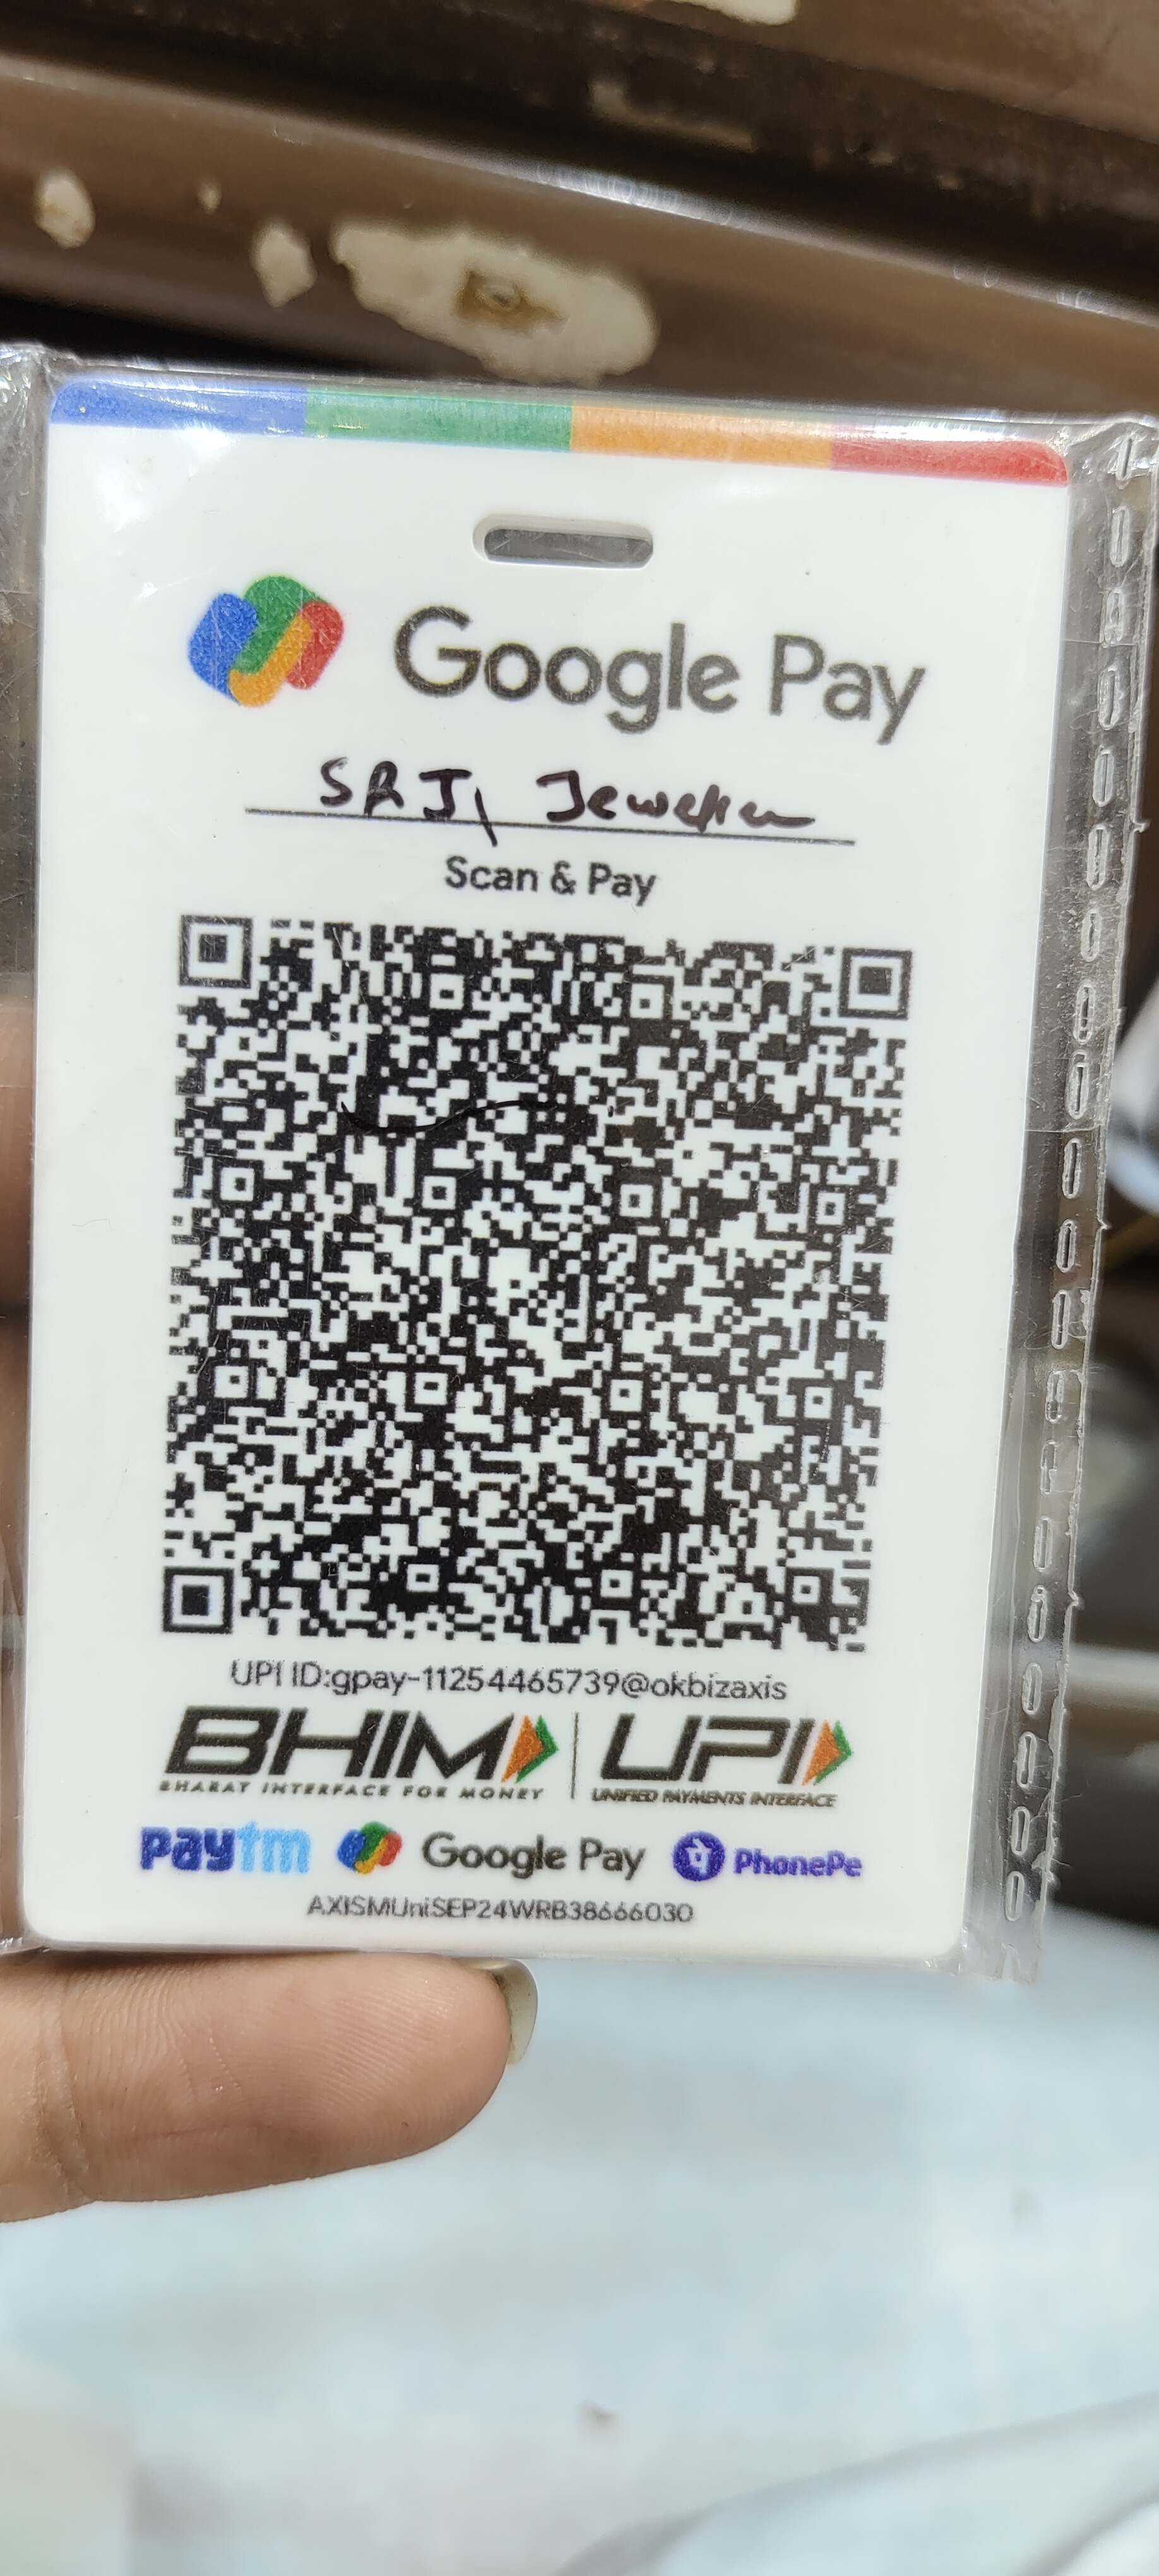 Google Pay
SRJ Jewellers
Scan & Pay
UPI ID:gpay-11254465739@okbizaxis
BHIM UPI
BHARAT INTERFACE FOR MONEY UNIFIED PAYMENTS INTERFACE
paytm Google Pay PhonePe
AXISMUniSEP24WRB38666030